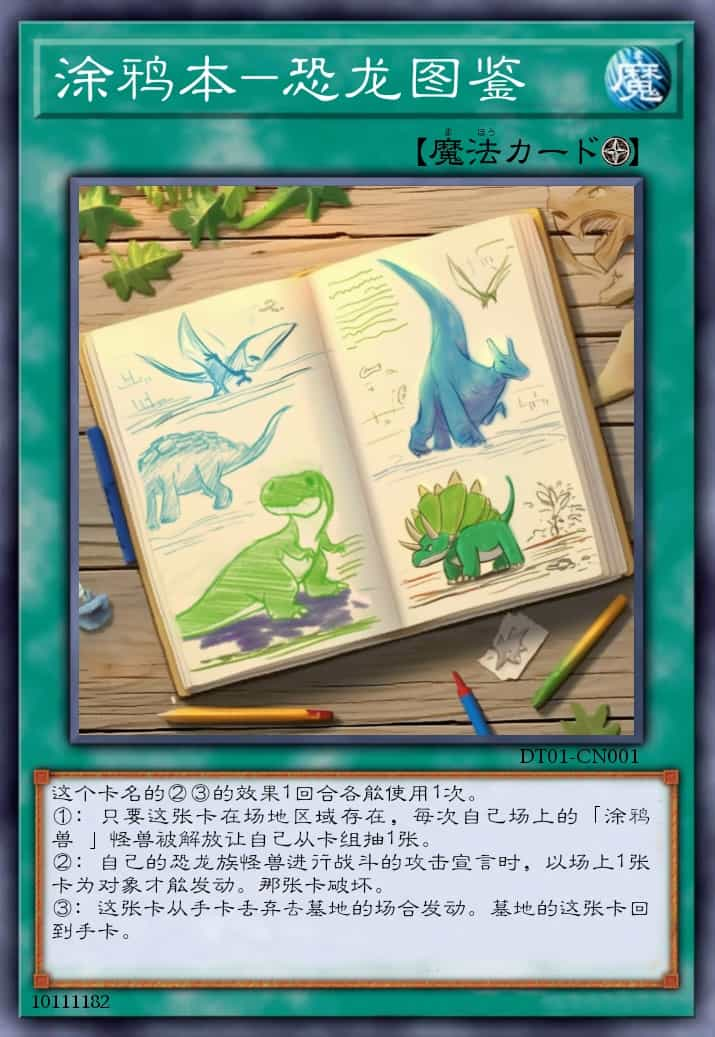 涂鸦本-恐龙图鉴
魔
【魔法カード】
まほう
DT01-CN001
这个卡名的②③的效果1回合各能使用1次。
①：只要这张卡在场地区域存在，每次自己场上的「涂鸦
兽 」怪兽被解放让自己从卡组抽1张。
②：自己的恐龙族怪兽进行战斗的攻击宣言时，以场上1张
卡为对象才能发动。那张卡破坏。
③：这张卡从手卡丢弃去墓地的场合发动。墓地的这张卡回
到手卡。
10111182